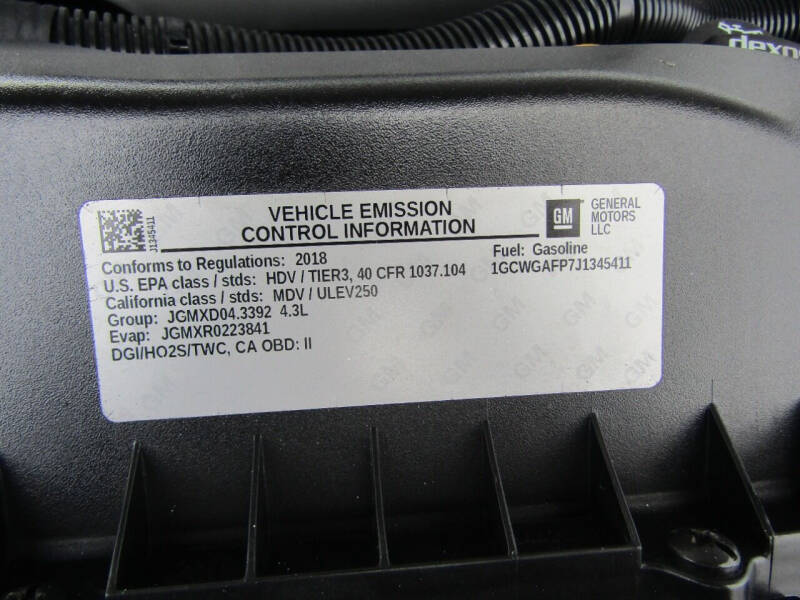 dexo
J1345411
VEHICLE EMISSION
CONTROL INFORMATION
GM
GENERAL
MOTORS
LLC
Conforms to Regulations: 2018
U.S. EPA class / stds: HDV / TIER3, 40 CFR 1037.104
California class / stds: MDV / ULEV250
Group: JGMXD04.3392 4.3L
Evap: JGMXR0223841
DGI/HO2S/TWC, CA OBD: II
Fuel: Gasoline
1GCWGAFP7J1345411